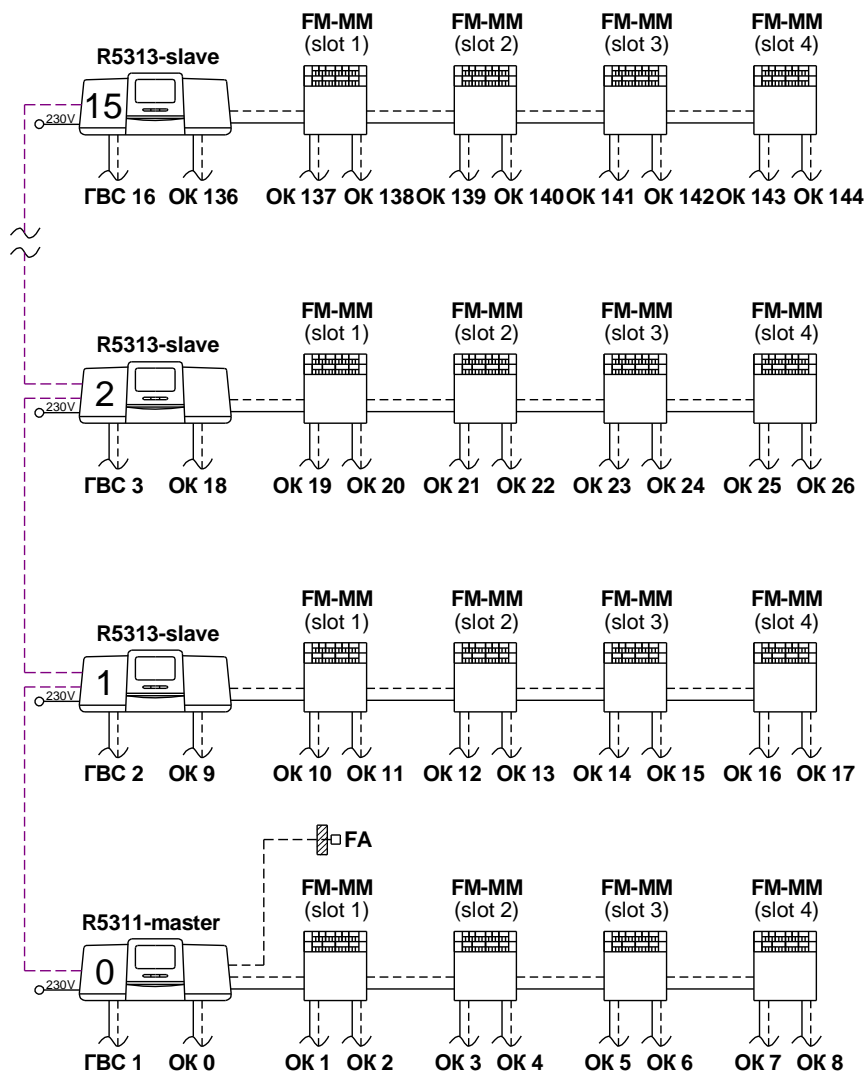 FM-MM FM-MM FM-MM FM-MM
(slot 1) (slot 2) (slot 3) (slot 4)
R5313-slave
15
230V
ГВС 16 ОК 136 ОК 137 ОК 138 ОК 139 ОК 140 ОК 141 ОК 142 ОК 143 ОК 144
FM-MM FM-MM FM-MM FM-MM
(slot 1) (slot 2) (slot 3) (slot 4)
R5313-slave
2
230V
ГВС 3 ОК 18 ОК 19 ОК 20 ОК 21 ОК 22 ОК 23 ОК 24 ОК 25 ОК 26
FM-MM FM-MM FM-MM FM-MM
(slot 1) (slot 2) (slot 3) (slot 4)
R5313-slave
1
230V
ГВС 2 ОК 9 ОК 10 ОК 11 ОК 12 ОК 13 ОК 14 ОК 15 ОК 16 ОК 17
FA
FM-MM FM-MM FM-MM FM-MM
(slot 1) (slot 2) (slot 3) (slot 4)
R5311-master
0
230V
ГВС 1 ОК 0 ОК 1 ОК 2 ОК 3 ОК 4 ОК 5 ОК 6 ОК 7 ОК 8